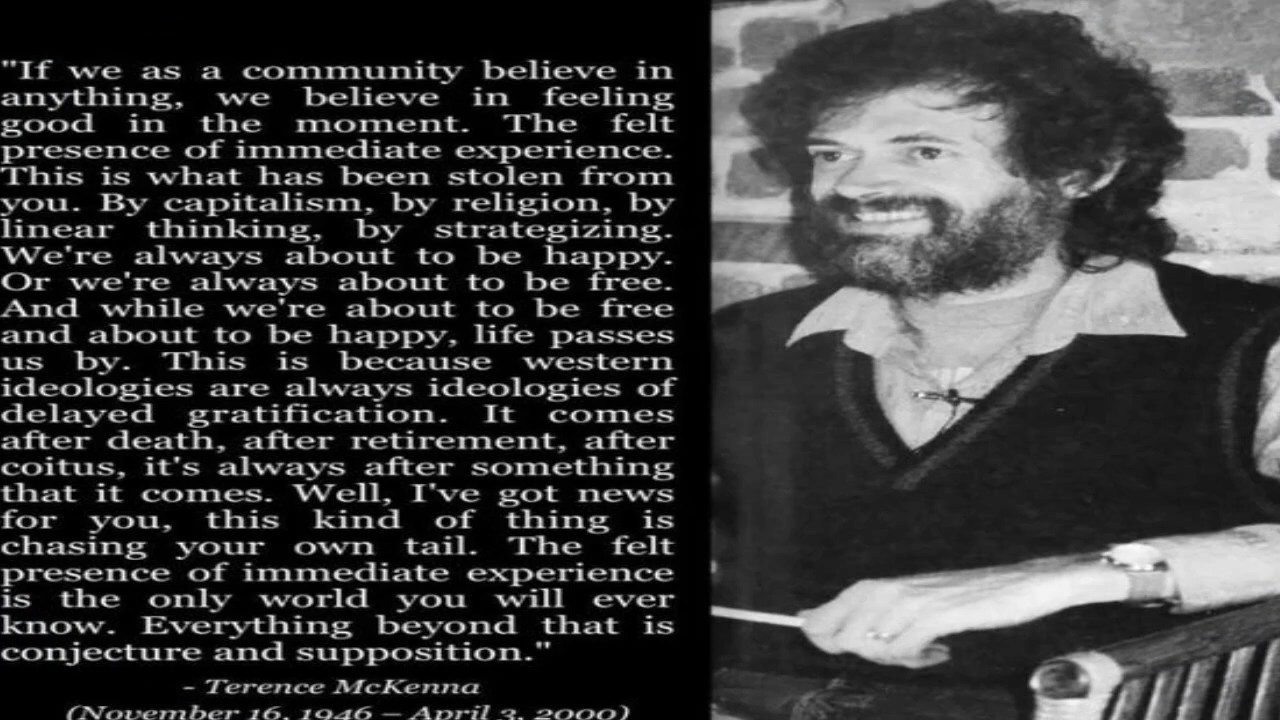 "If we as a community believe in
anything, we believe in feeling
good in the moment. The felt
presence of immediate experience.
This is what has been stolen from
you. By capitalism, by religion, by
linear thinking, by strategizing.
We're always about to be happy.
Or we're always about to be free.
And while we're about to be free
and about to be happy, life passes
us by. This is because western
ideologies are always ideologies of
delayed gratification. It comes
after death, after retirement, after
coitus, it's always after something
that it comes. Well, I've got news
for you, this kind of thing is
chasing your own tail. The felt
presence of immediate experience
is the only world you will ever
know. Everything beyond that is
conjecture and supposition."
- Terence McKenna
(November 16, 1946 – April 3, 2000)